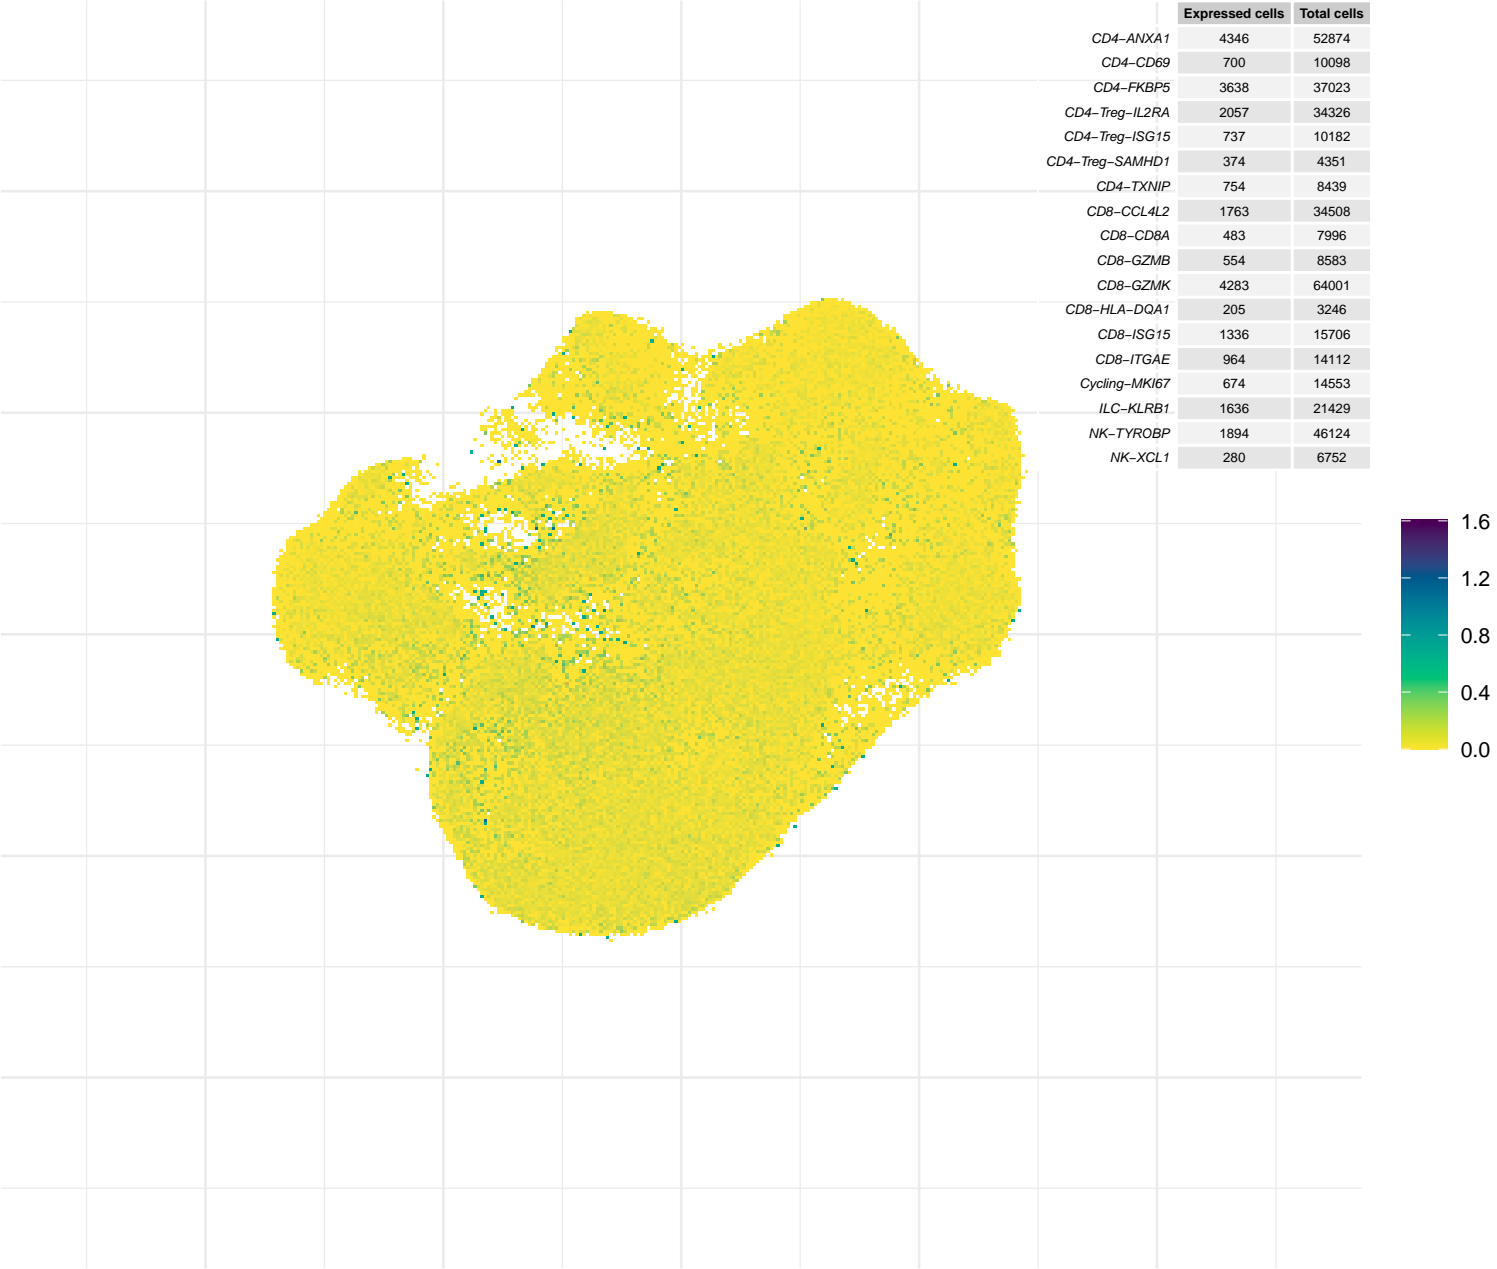 Expressed cells Total cells
CD4−ANXA1 4346 52874
CD4−CD69 700 10098
CD4−FKBP5 3638 37023
CD4−Treg−IL2RA 2057 34326
CD4−Treg−ISG15 737 10182
CD4−Treg−SAMHD1 374 4351
CD4−TXNIP 754 8439
CD8−CCL4L2 1763 34508
CD8−CD8A 483 7996
CD8−GZMB 554 8583
CD8−GZMK 4283 64001
CD8−HLA−DQA1 205 3246
CD8−ISG15 1336 15706
CD8−ITGAE 964 14112
Cycling−MKI67 674 14553
ILC−KLRB1 1636 21429
NK−TYROBP 1894 46124
NK−XCL1 280 6752
1.6
1.2
0.8
0.4
0.0